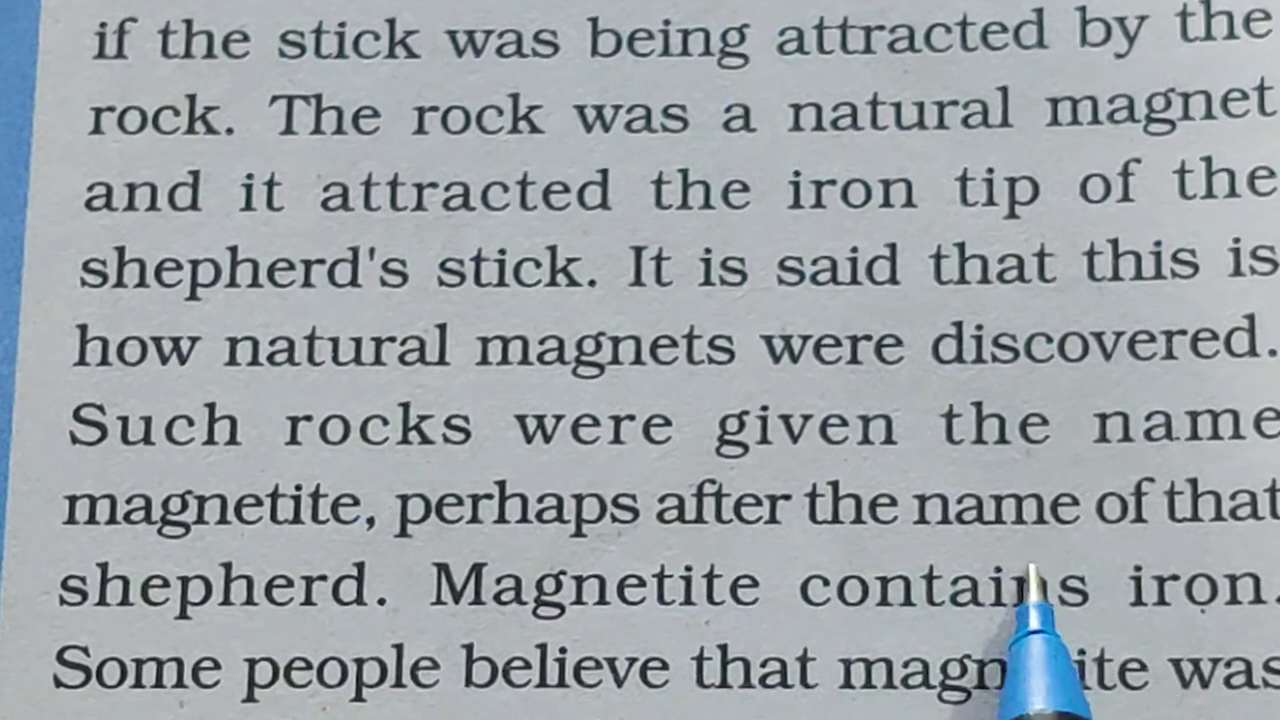 if the stick was being attracted by the
rock. The rock was a natural magnet
and it attracted the iron tip of the
shepherd's stick. It is said that this is
how natural magnets were discovered.
Such rocks were given the name
magnetite, perhaps after the name of that
shepherd. Magnetite contains iron.
Some people believe that magnetite was